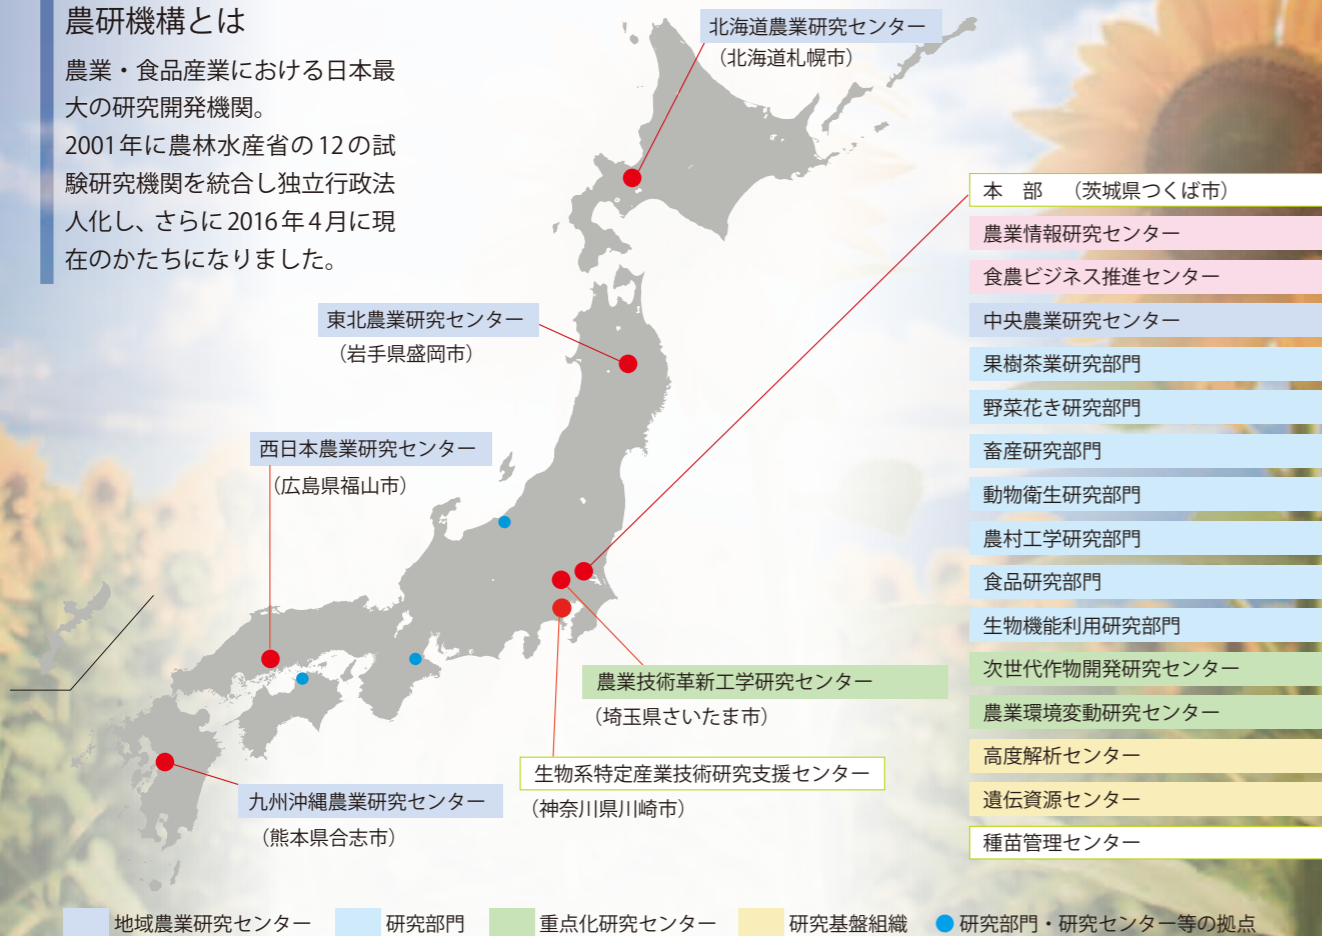 農研機構とは
農業・食品産業における日本最
大の研究開発機関。
2001年に農林水産省の12の試
験研究機関を統合し独立行政法
人化し、さらに2016年4月に現
在のかたちになりました。
北海道農業研究センター
（北海道札幌市）
東北農業研究センター
（岩手県盛岡市）
西日本農業研究センター
（広島県福山市）
九州沖縄農業研究センター
（熊本県合志市）
農業技術革新工学研究センター
（埼玉県さいたま市）
生物系特定産業技術研究支援センター
（神奈川県川崎市）
本　部　（茨城県つくば市）
農業情報研究センター
食農ビジネス推進センター
中央農業研究センター
果樹茶業研究部門
野菜花き研究部門
畜産研究部門
動物衛生研究部門
農村工学研究部門
食品研究部門
生物機能利用研究部門
次世代作物開発研究センター
農業環境変動研究センター
高度解析センター
遺伝資源センター
種苗管理センター
地域農業研究センター
研究部門
重点化研究センター
研究基盤組織
研究部門・研究センター等の拠点